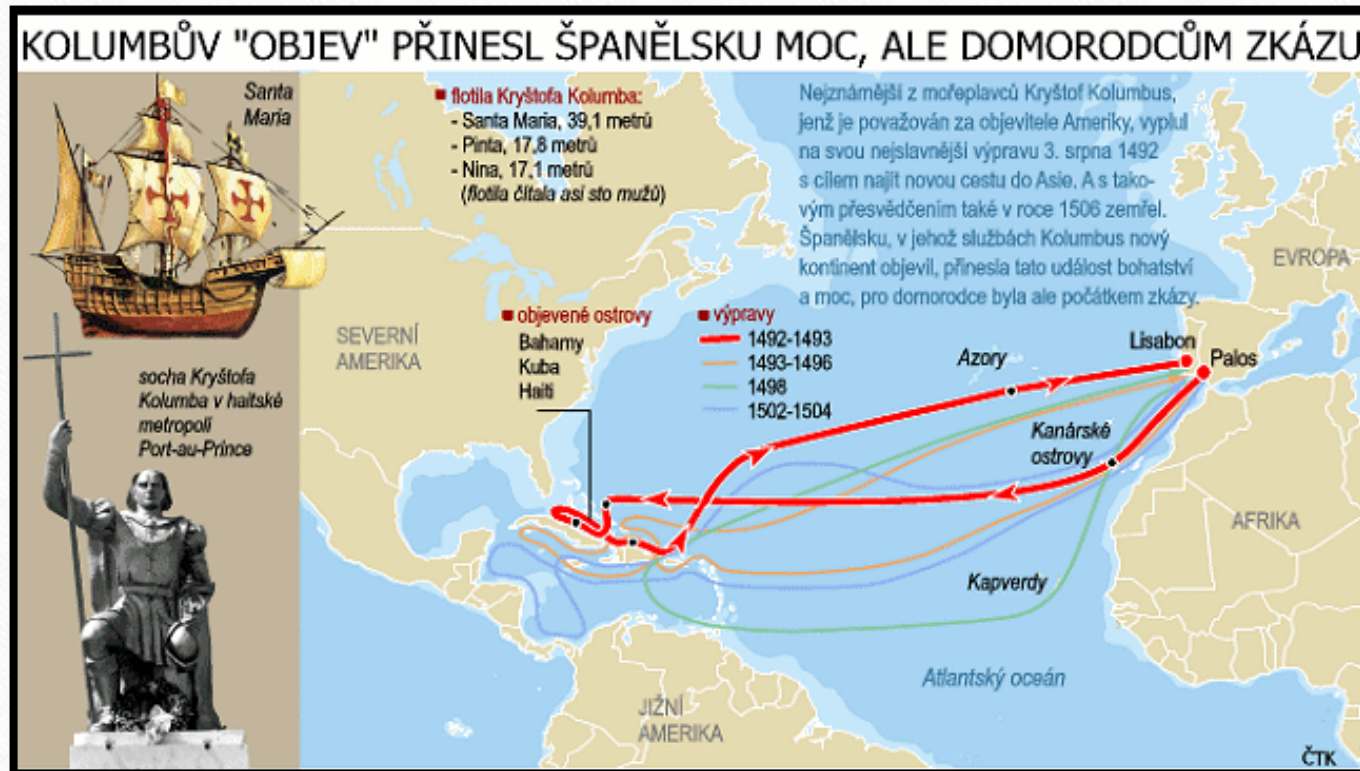 KOLUMBŮV "OBJEV" PŘINESL ŠPANĚLSKU MOC, ALE DOMORODCŮM ZKÁZU
Santa
Maria
flotila Kryštofa Kolumba:
- Santa Maria, 39,1 metrů
- Pinta, 17,8 metrů
- Nina, 17,1 metrů
(flotila čítala asi sto mužů)
Nejznámější z mořeplavců Kryštof Kolumbus,
jenž je považován za objevitele Ameriky, vyplul
na svou nejslavnější výpravu 3. srpna 1492
s cílem najít novou cestu do Asie. A s tako-
vým přesvědčením také v roce 1506 zemřel.
Španělsku, v jehož službách Kolumbus nový
kontinent objevil, přinesla tato událost bohatství
a moc, pro domorodce byla ale počátkem zkázy.
EVROPA
SEVERNÍ
AMERIKA
objevené ostrovy
Bahamy
Kuba
Haiti
výpravy
1492-1493
1493-1496
1498
1502-1504
Azory
Lisabon
Palos
socha Kryštofa
Kolumba v haitské
metropoli
Port-au-Prince
Kanárské
ostrovy
AFRIKA
Kapverdy
Atlantský oceán
JIŽNÍ
AMERIKA
ČTK